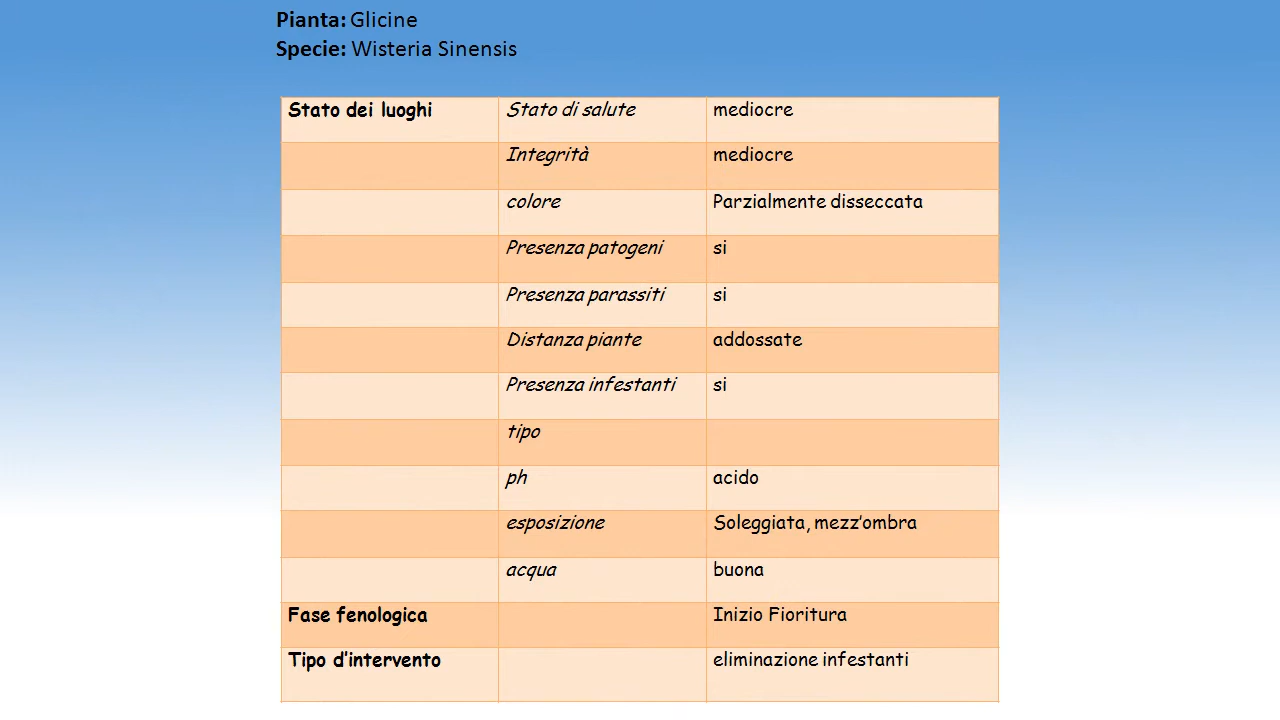 Pianta: Glicine
Specie: Wisteria Sinensis
Stato dei luoghi Stato di salute mediocre
Integrità mediocre
colore Parzialmente disseccata
Presenza patogeni si
Presenza parassiti si
Distanza piante addossate
Presenza infestanti si
tipo
ph acido
esposizione Soleggiata, mezz’ombra
acqua buona
Fase fenologica Inizio Fioritura
Tipo d’intervento eliminazione infestanti